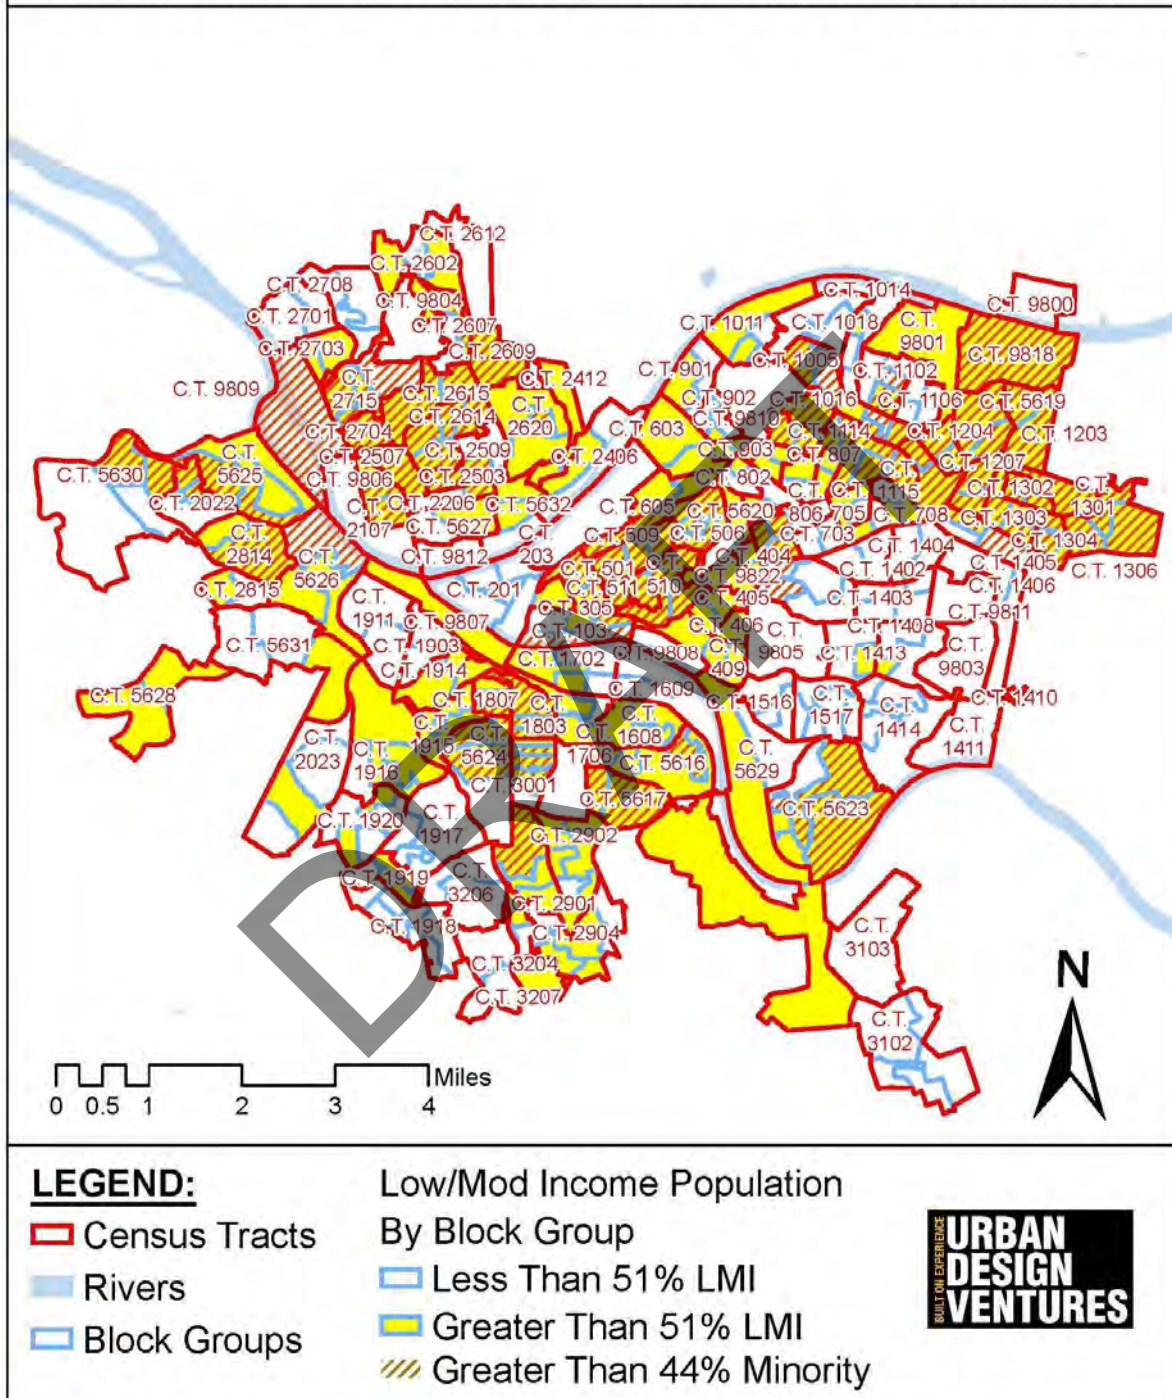 C.T. 2612
C.T. 2602
C.T. 2708
C.T. 9804
C.T. 2701
C.T. 2607
C.T. 2703
C.T. 2609
C.T. 9809
C.T. 2715
C.T. 2615
C.T. 2412
C.T. 2614
C.T. 2620
C.T. 2704
C.T. 2507
C.T. 2509
C.T. 2406
C.T. 5630
C.T. 5625
C.T. 9806
C.T. 2503
C.T. 2022
C.T. 2107
C.T. 2206
C.T. 5632
C.T. 5627
C.T. 2814
C.T. 9812
C.T. 203
C.T. 5626
C.T. 2815
C.T. 201
C.T. 1014
C.T. 9800
C.T. 1011
C.T. 1018
C.T. 9801
C.T. 9818
C.T. 901
C.T. 1005
C.T. 1102
C.T. 902
C.T. 1016
C.T. 1106
C.T. 5619
C.T. 9810
C.T. 603
C.T. 1114
C.T. 1204
C.T. 1203
C.T. 903
C.T. 807
C.T. 1207
C.T. 802
C.T. 1115
C.T. 1302
C.T. 1301
C.T. 605
C.T. 5620
C.T. 806
C.T. 705
C.T. 708
C.T. 1303
C.T. 509
C.T. 506
C.T. 703
C.T. 1404
C.T. 1304
C.T. 501
C.T. 404
C.T. 1402
C.T. 1405
C.T. 1306
C.T. 511
C.T. 510
C.T. 9822
C.T. 1406
C.T. 305
C.T. 405
C.T. 1403
C.T. 9811
C.T. 1911
C.T. 9807
C.T. 103
C.T. 406
C.T. 1408
C.T. 5631
C.T. 1903
C.T. 1702
C.T. 9808
C.T. 409
C.T. 9805
C.T. 1413
C.T. 9803
C.T. 1914
C.T. 1609
C.T. 5628
C.T. 1807
C.T. 1803
C.T. 1516
C.T. 1517
C.T. 1414
C.T. 1410
C.T. 1411
C.T. 2023
C.T. 1915
C.T. 5624
C.T. 1706
C.T. 1608
C.T. 1916
C.T. 5616
C.T. 5629
C.T. 3001
C.T. 5617
C.T. 5623
C.T. 1920
C.T. 1917
C.T. 2902
C.T. 1919
C.T. 3206
C.T. 2901
C.T. 1918
C.T. 2904
C.T. 3103
C.T. 3204
C.T. 3207
C.T. 3102
DRAFT
N
Miles
0 0.5 1 2 3 4
LEGEND:
Census Tracts
Rivers
Block Groups
Low/Mod Income Population
By Block Group
Less Than 51% LMI
Greater Than 51% LMI
Greater Than 44% Minority
BUILT ON EXPERIENCE
URBAN
DESIGN
VENTURES